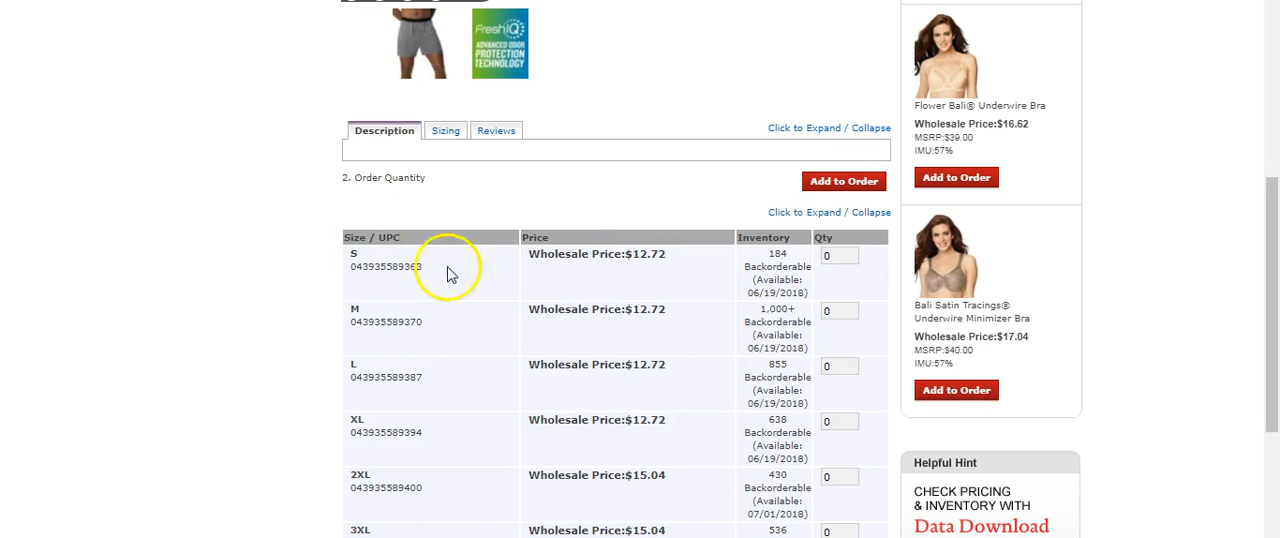 FreshIQ
ADVANCED ODOR
PROTECTION
TECHNOLOGY
Description
Sizing
Reviews
Click to Expand / Collapse
2. Order Quantity
Add to Order
Click to Expand / Collapse
Size / UPC Price Inventory Qty
S
043935589363
Wholesale Price:$12.72
184
Backorderable
(Available:
06/19/2018)
0
M
043935589370
Wholesale Price:$12.72
1,000+
Backorderable
(Available:
06/19/2018)
0
L
043935589387
Wholesale Price:$12.72
855
Backorderable
(Available:
06/19/2018)
0
XL
043935589394
Wholesale Price:$12.72
638
Backorderable
(Available:
06/19/2018)
0
2XL
043935589400
Wholesale Price:$15.04
430
Backorderable
(Available:
07/01/2018)
0
3XL
Wholesale Price:$15.04
536
0
Flower Bali® Underwire Bra
Wholesale Price:$16.62
MSRP:$39.00
IMU:57%
Add to Order
Bali Satin Tracings®
Underwire Minimizer Bra
Wholesale Price:$17.04
MSRP:$40.00
IMU:57%
Add to Order
Helpful Hint
CHECK PRICING
& INVENTORY WITH
Data Download